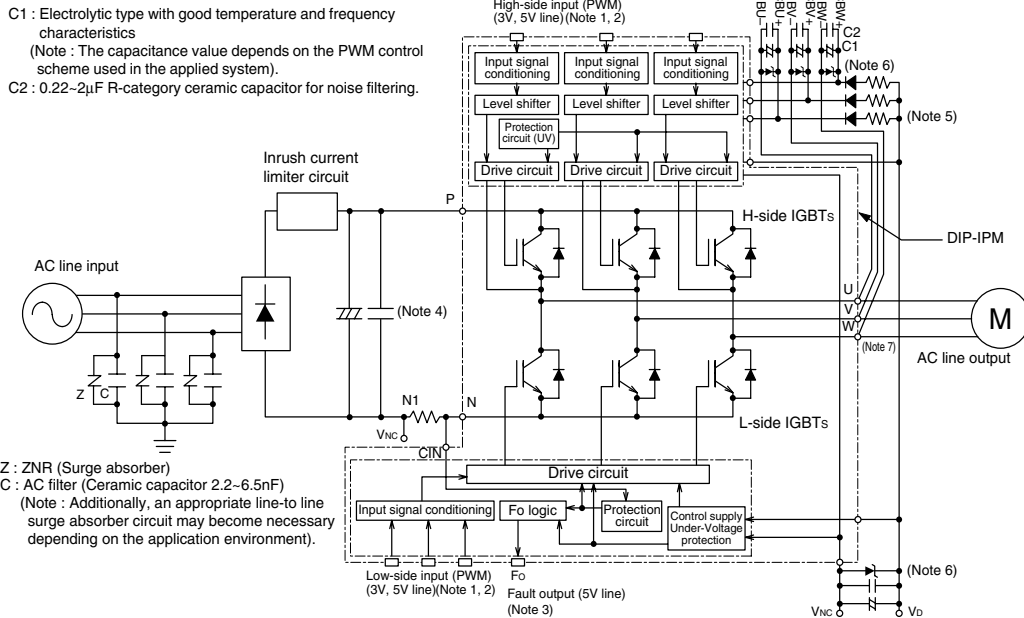 C1 : Electrolytic type with good temperature and frequency
characteristics
(Note : The capacitance value depends on the PWM control
scheme used in the applied system).
C2 : 0.22~2μF R-category ceramic capacitor for noise filtering.
High-side input (PWM)
(3V, 5V line)(Note 1, 2)
BU–
BU+
BV–
BV+
BW–
BW+
C2
C1
(Note 6)
(Note 5)
Input signal
conditioning
Input signal
conditioning
Input signal
conditioning
Level shifter
Level shifter
Level shifter
Protection
circuit (UV)
Drive circuit
Drive circuit
Drive circuit
Inrush current
limiter circuit
P
H-side IGBTS
DIP-IPM
AC line input
(Note 4)
U
V
W
(Note 7)
M
AC line output
Z
C
N1
N
VNC
CIN
L-side IGBTS
Z : ZNR (Surge absorber)
C : AC filter (Ceramic capacitor 2.2~6.5nF)
(Note : Additionally, an appropriate line-to line
surge absorber circuit may become necessary
depending on the application environment).
Drive circuit
Input signal conditioning
Fo logic
Protection
circuit
Control supply
Under-Voltage
protection
Low-side input (PWM)
(3V, 5V line)(Note 1, 2)
FO
Fault output (5V line)
(Note 3)
(Note 6)
VNC
VD